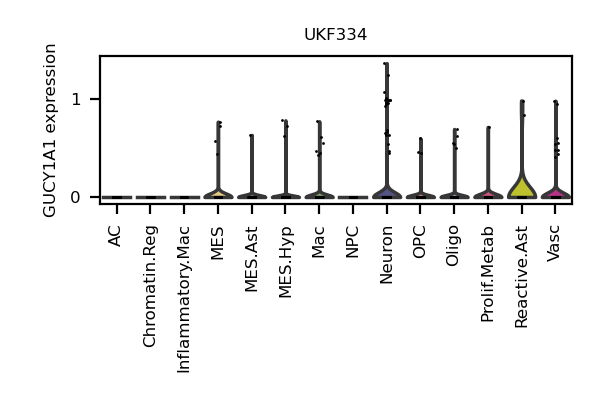 UKF334
GUCY1A1 expression
1
0
AC
Chromatin.Reg
Inflammatory.Mac
MES
MES.Ast
MES.Hyp
Mac
NPC
Neuron
OPC
Oligo
Prolif.Metab
Reactive.Ast
Vasc